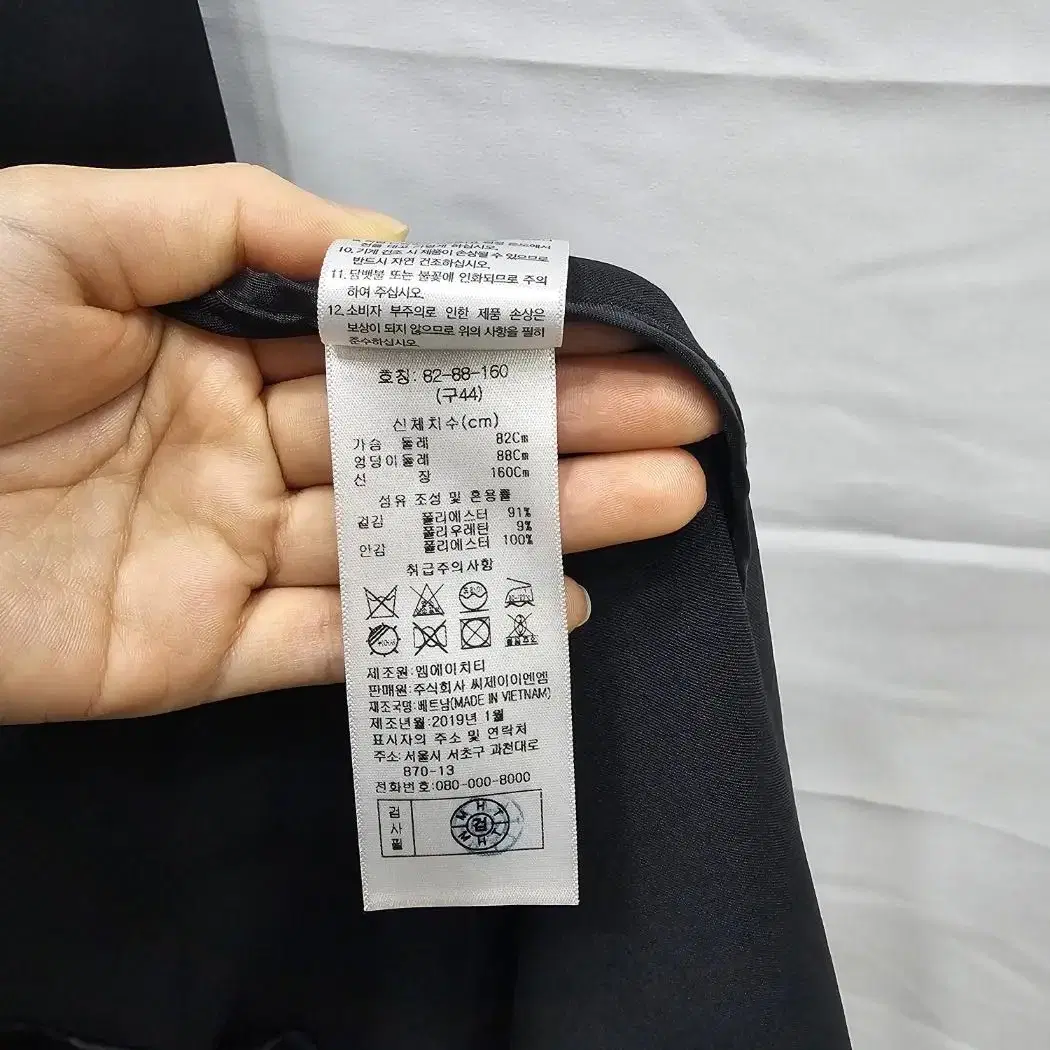 전환 대고 가볍게 하십시오.
10. 기계 건조 시 제품이 손상될 수 있으므로
반드시 자연 건조하십시오.
11. 담뱃불 또는 불꽃에 인화되므로 주의
하여 주십시오.
12. 소비자 부주의로 인한 제품 손상은
보상이 되지 않으므로 위의 사항을 필히
준수하십시오.
호칭: 82-88-160
(구44)
신체치수(cm)
가슴 둘레 82Cm
엉덩이둘레 88Cm
신 장 160Cm
섬유 조성 및 혼용률
겉감 폴리에스터 91%
폴리우레탄 9%
안감 폴리에스터 100%
취급주의사항
제조원:엠에이치티
판매원:주식회사 씨제이이엔엠
제조국명:베트남(MADE IN VIETNAM)
제조년월:2019년 1월
표시자의 주소 및 연락처
주소: 서울시 서초구 과천대로
870-13
전화번호:080-000-8000
검사필